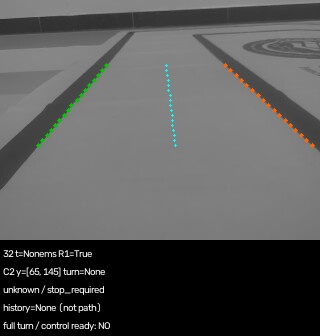 32 t=Nonems R1=True
C2 y=[65, 145] turn=None
unknown / stop_required
history=None (not path)
full turn / control ready: NO